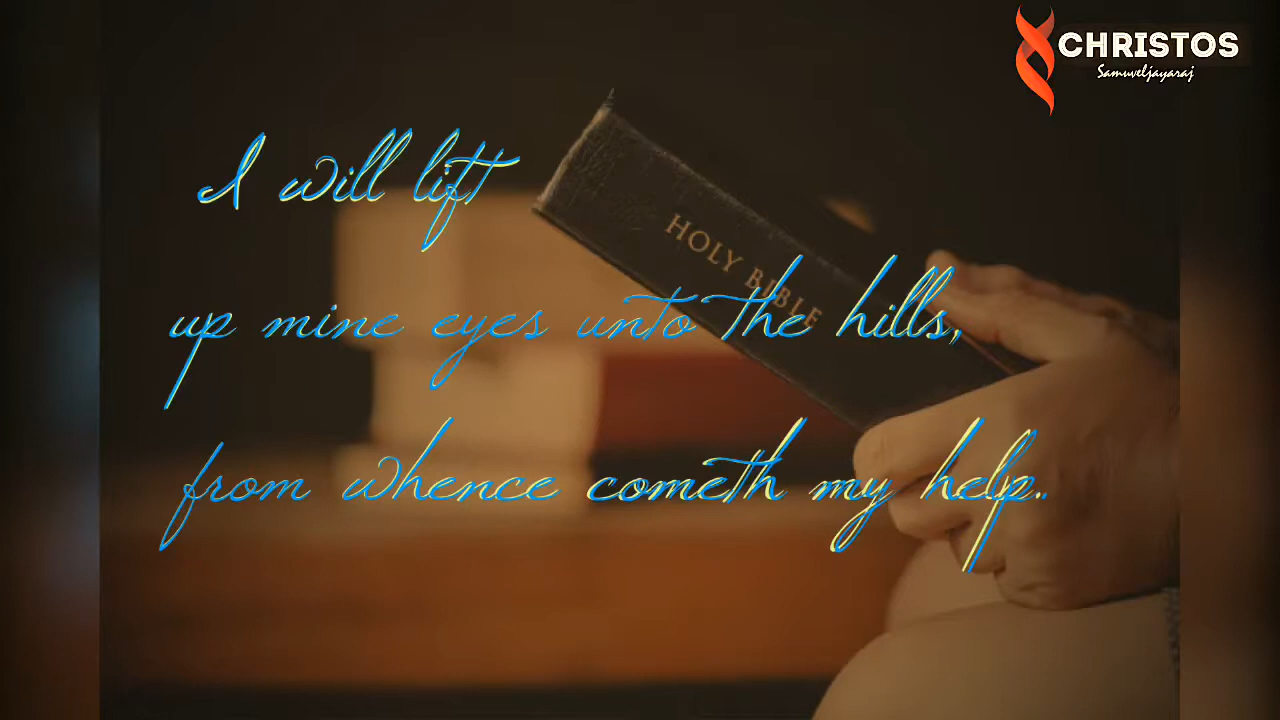 CHRISTOS
Samuveljayaraj
I will lift
HOLY BIBLE
up mine eyes unto the hills,
from whence cometh my help.